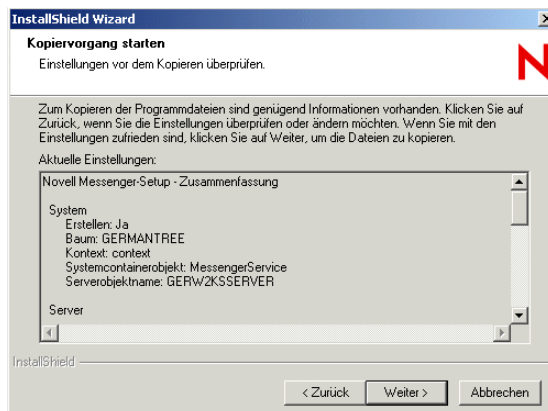 InstallShield Wizard
Kopiervorgang starten
Einstellungen vor dem Kopieren überprüfen.
N
Zum Kopieren der Programmdateien sind genügend Informationen vorhanden. Klicken Sie auf
Zurück, wenn Sie die Einstellungen überprüfen oder ändern möchten. Wenn Sie mit den
Einstellungen zufrieden sind, klicken Sie auf Weiter, um die Dateien zu kopieren.
Aktuelle Einstellungen:
Novell Messenger-Setup - Zusammenfassung
System
Erstellen: Ja
Baum: GERMANTREE
Kontext: context
Systemcontainerobjekt: MessengerService
Serverobjektname: GERW2KSSERVER
Server
InstallShield
< Zurück Weiter > Abbrechen